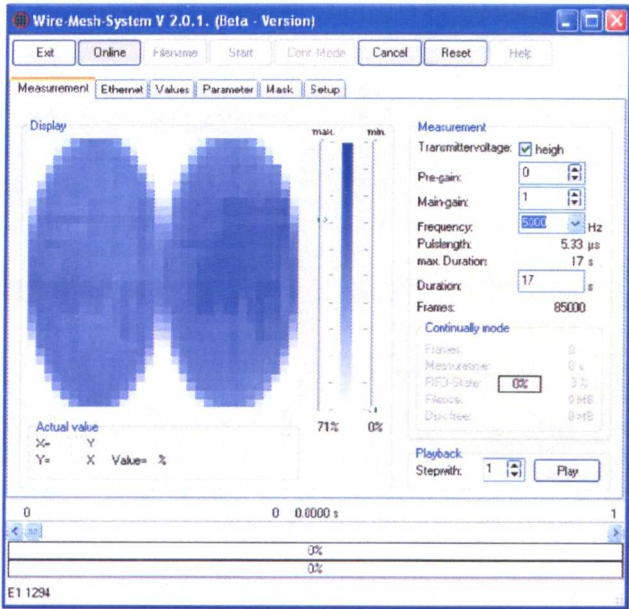 Wire-Mesh-System V 2.0.1. (Beta - Version)
Exit Online Filename Start Cont-Mode Cancel Reset Help
Measurement Ethernet Values Parameter Mask Setup
Display
max. min.
71% 0%
Actual value
X= Y
Y= X Value= %
Measurement
Transmittervoltage: heigh
Pre-gain: 0
Main-gain: 1
Frequency: 5000 Hz
Pulslength: 5.33 µs
max. Duration: 17 s
Duration: 17 s
Frames: 85000
Continually mode
Frames: 0
Measuretime: 0 s
FIFO-State: 0%
Filesize: 0 MB
Disk free: 0 MB
Playback
Stepwith: 1 Play
0 0 0.0000 s 1
0%
0%
E1 1294